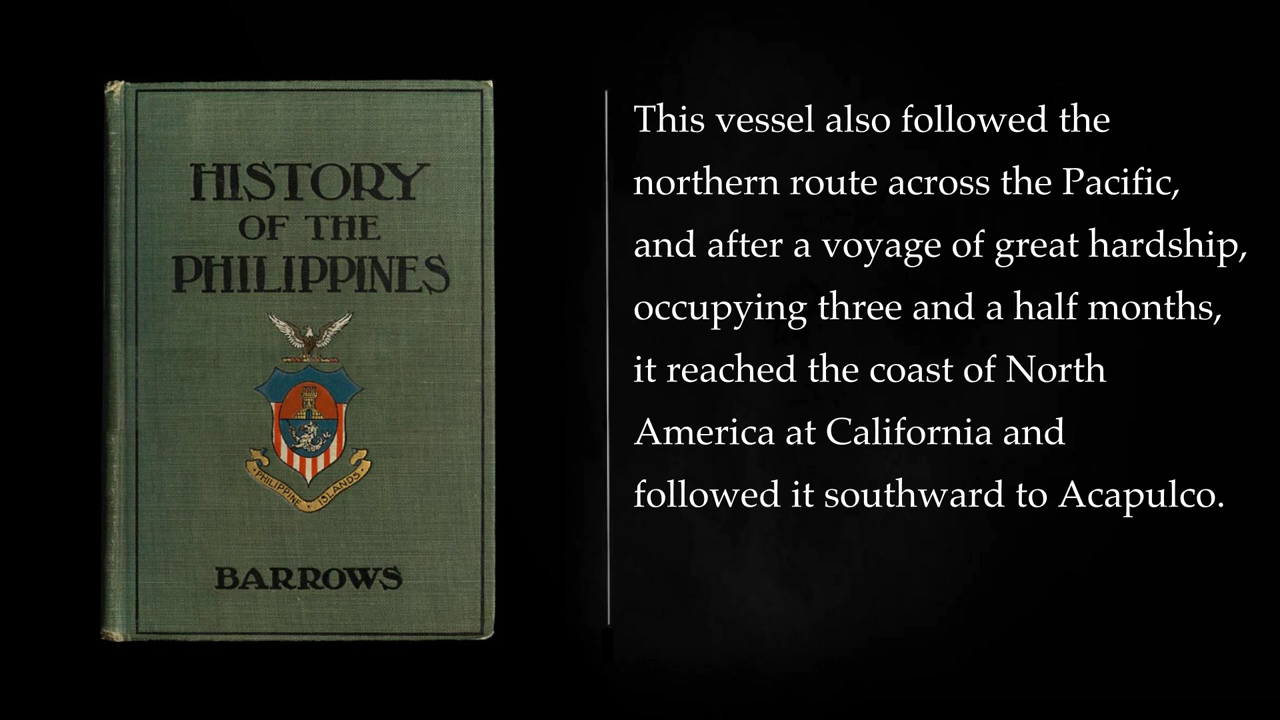 HISTORY
OF THE
PHILIPPINES
PHILIPPINE ISLANDS
BARROWS
This vessel also followed the
northern route across the Pacific,
and after a voyage of great hardship,
occupying three and a half months,
it reached the coast of North
America at California and
followed it southward to Acapulco.